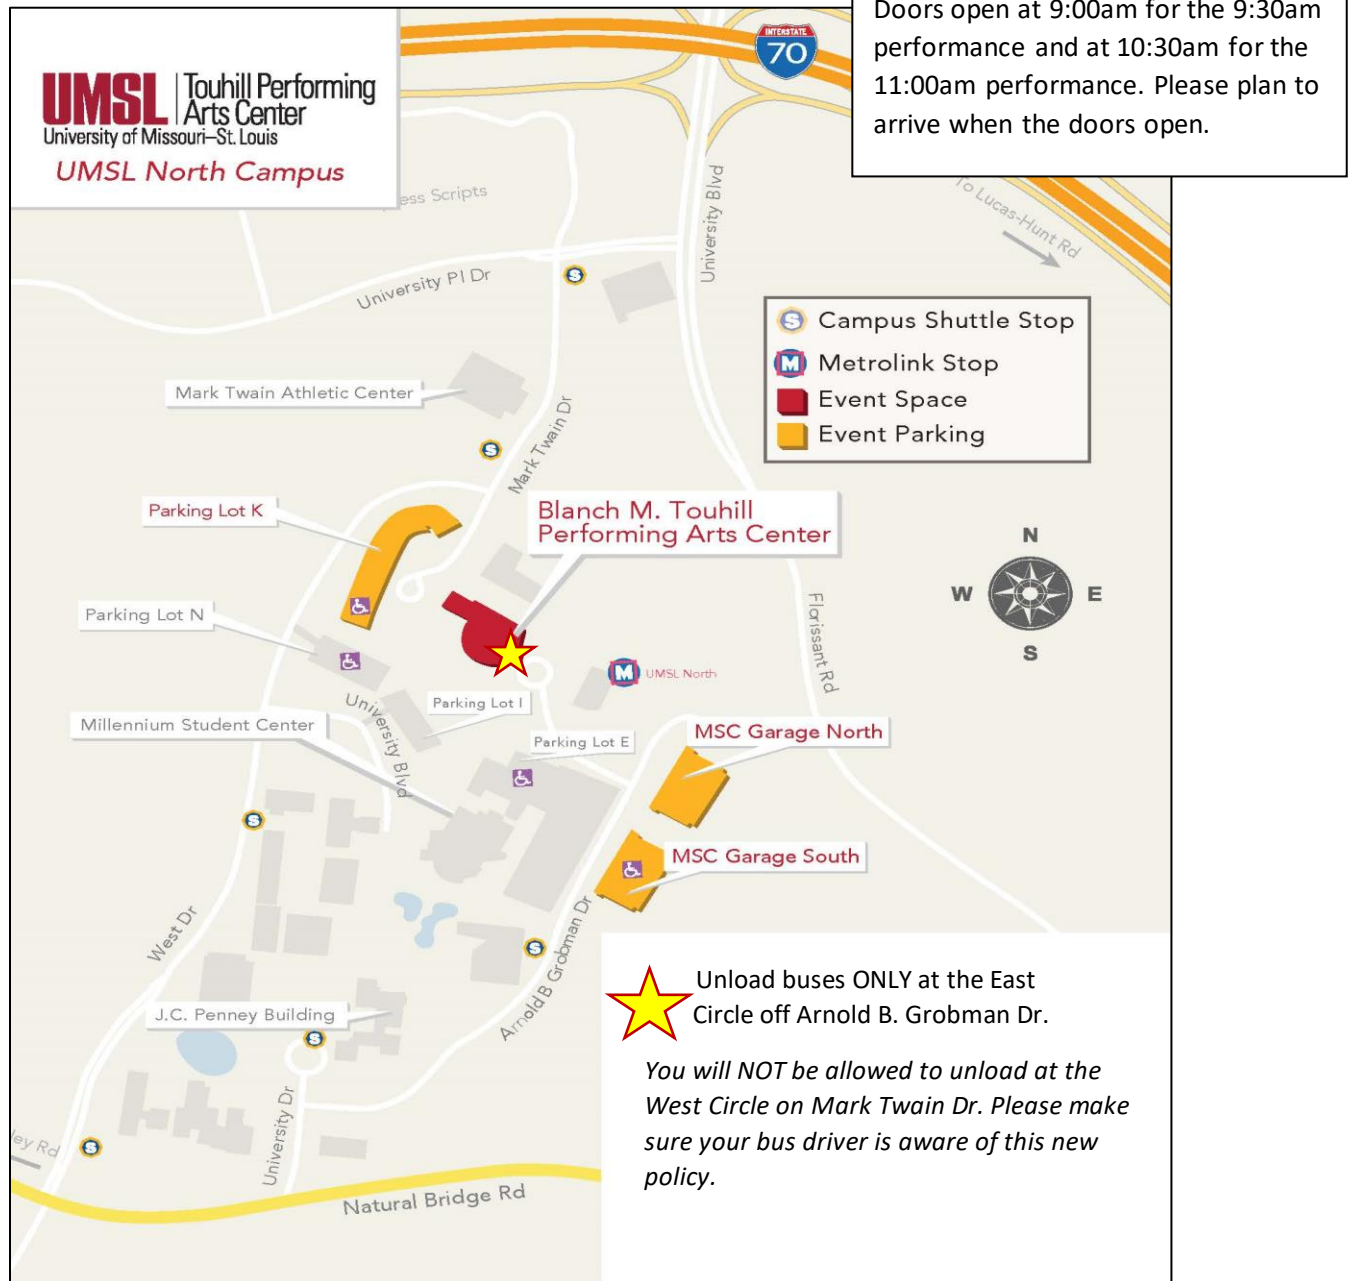 Doors open at 9:00am for the 9:30am
performance and at 10:30am for the
11:00am performance. Please plan to
arrive when the doors open.
INTERSTATE
70
UMSL Touhill Performing
Arts Center
University of Missouri–St. Louis
UMSL North Campus
Scripts
To Lucas-Hunt Rd
University Blvd
University Pl Dr
S
S Campus Shuttle Stop
M Metrolink Stop
Event Space
Event Parking
Mark Twain Athletic Center
Mark Twain Dr
S
Parking Lot K
Blanch M. Touhill
Performing Arts Center
N
W
E
S
Parking Lot N
Florissant Rd
M UMSL North
University Blvd
Parking Lot I
Millennium Student Center
Parking Lot E
MSC Garage North
S
MSC Garage South
West Dr
S
Arnold B Grobman Dr
Unload buses ONLY at the East
Circle off Arnold B. Grobman Dr.
J.C. Penney Building
S
You will NOT be allowed to unload at the
West Circle on Mark Twain Dr. Please make
sure your bus driver is aware of this new
policy.
University Dr
Rd
S
Natural Bridge Rd